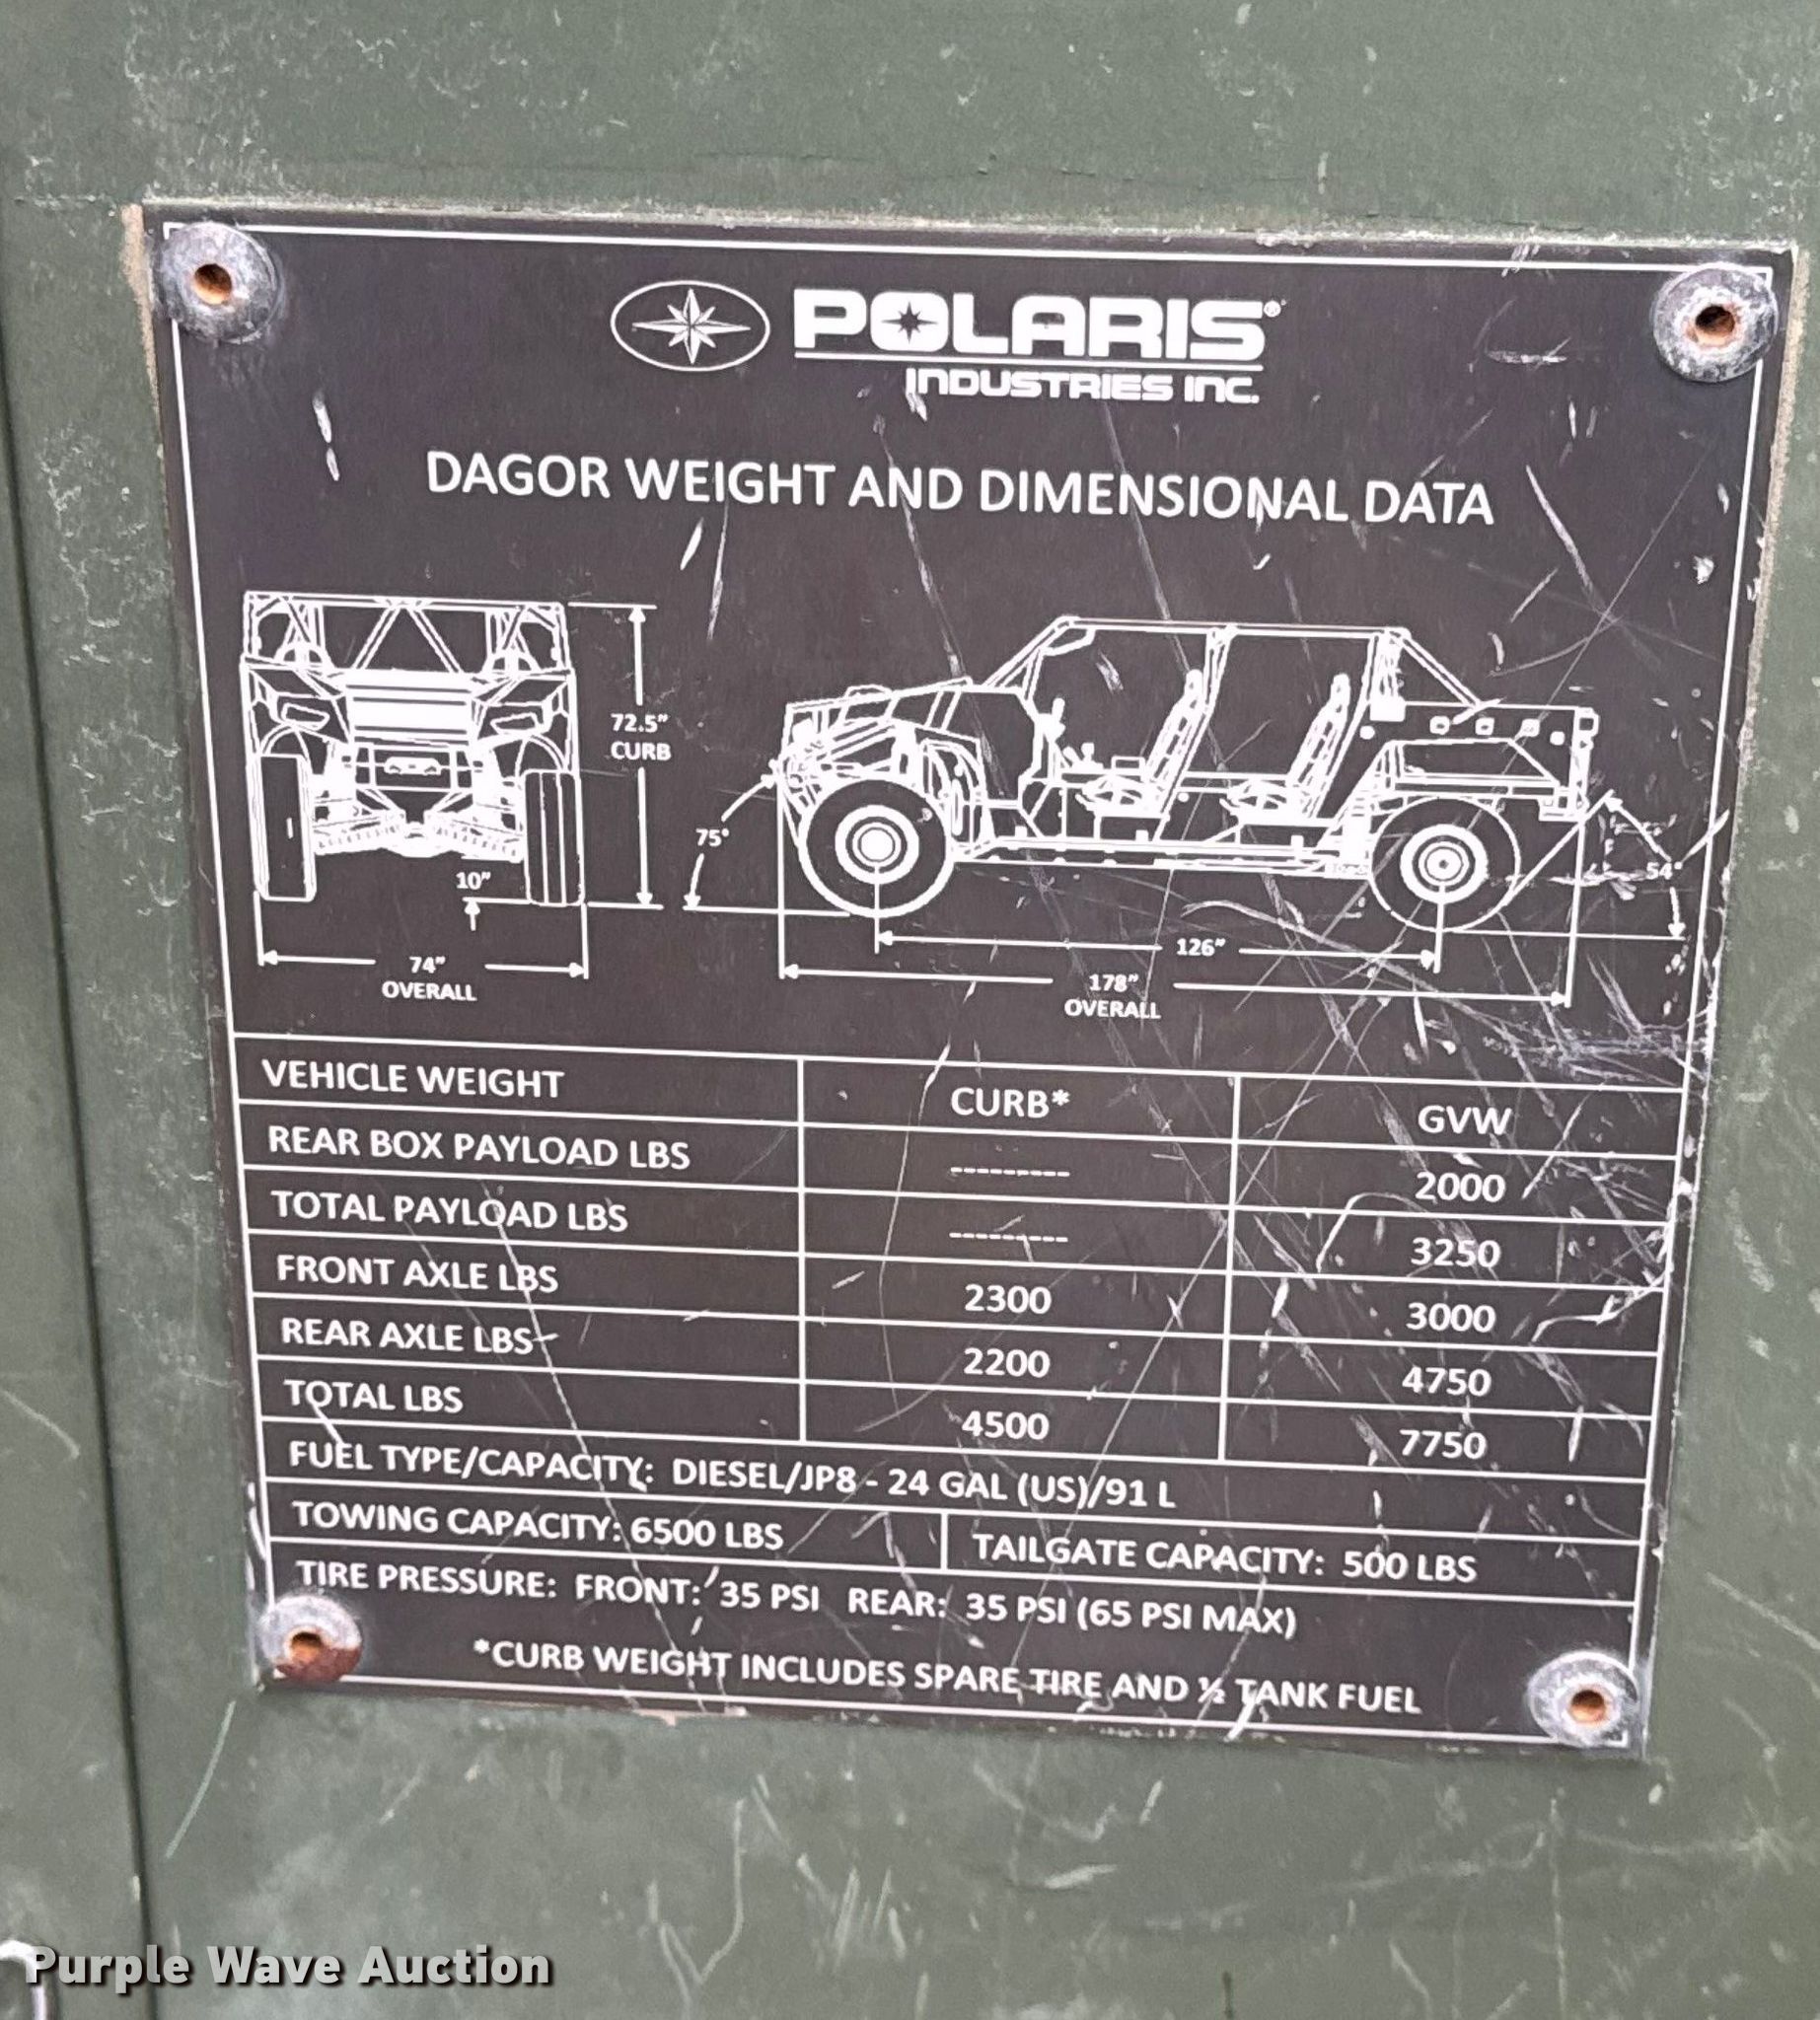 POLARIS®
INDUSTRIES INC.
DAGOR WEIGHT AND DIMENSIONAL DATA
72.5"
CURB
75°
10"
54°
74"
OVERALL
126"
178"
OVERALL
VEHICLE WEIGHT CURB* GVW
REAR BOX PAYLOAD LBS --------- 2000
TOTAL PAYLOAD LBS --------- 3250
FRONT AXLE LBS 2300 3000
REAR AXLE LBS 2200 4750
TOTAL LBS 4500 7750
FUEL TYPE/CAPACITY: DIESEL/JP8 - 24 GAL (US)/91 L
TOWING CAPACITY: 6500 LBS TAILGATE CAPACITY: 500 LBS
TIRE PRESSURE: FRONT: 35 PSI REAR: 35 PSI (65 PSI MAX)
*CURB WEIGHT INCLUDES SPARE TIRE AND ½ TANK FUEL
Purple Wave Auction